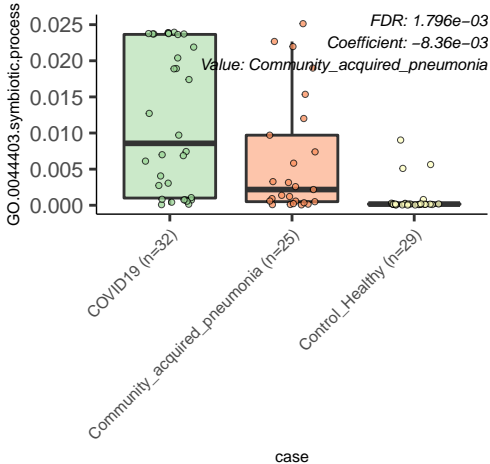 GO.0044403.symbiotic.process
0.025
0.020
0.015
0.010
0.005
0.000
FDR: 1.796e−03
Coefficient: −8.36e−03
Value: Community_acquired_pneumonia
COVID19 (n=32)
Community_acquired_pneumonia (n=25)
Control_Healthy (n=29)
case